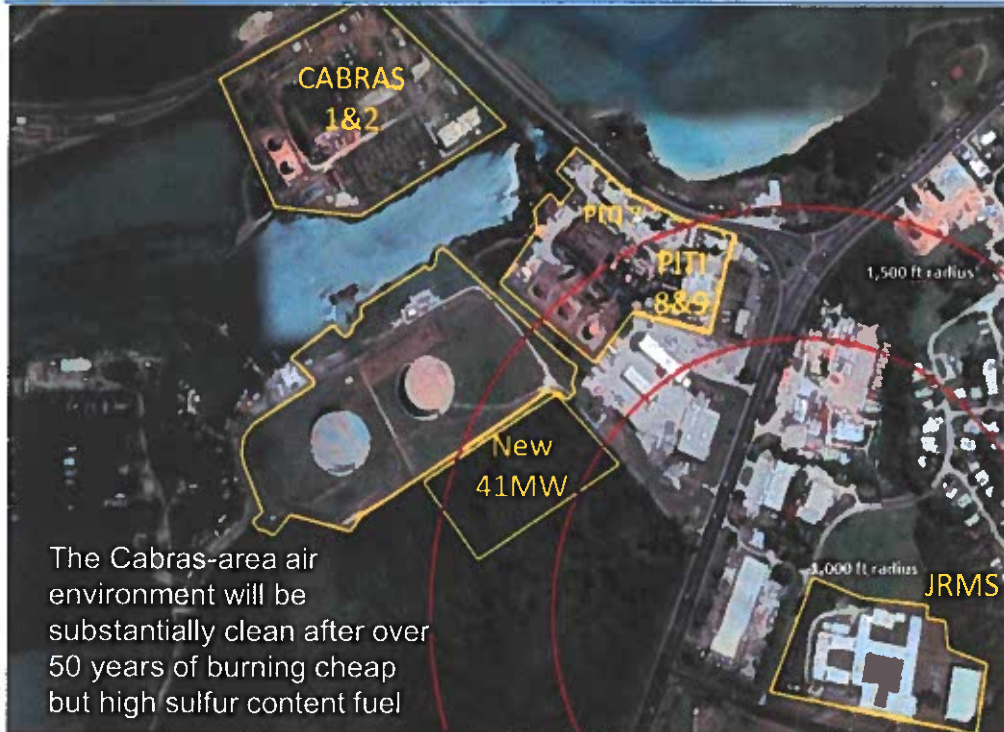 CABRAS
1&2
PITI 7
PITI
8&9
1,500 ft radius
New
41MW
1,000 ft radius
JRMS
The Cabras-area air
environment will be
substantially clean after over
50 years of burning cheap
but high sulfur content fuel